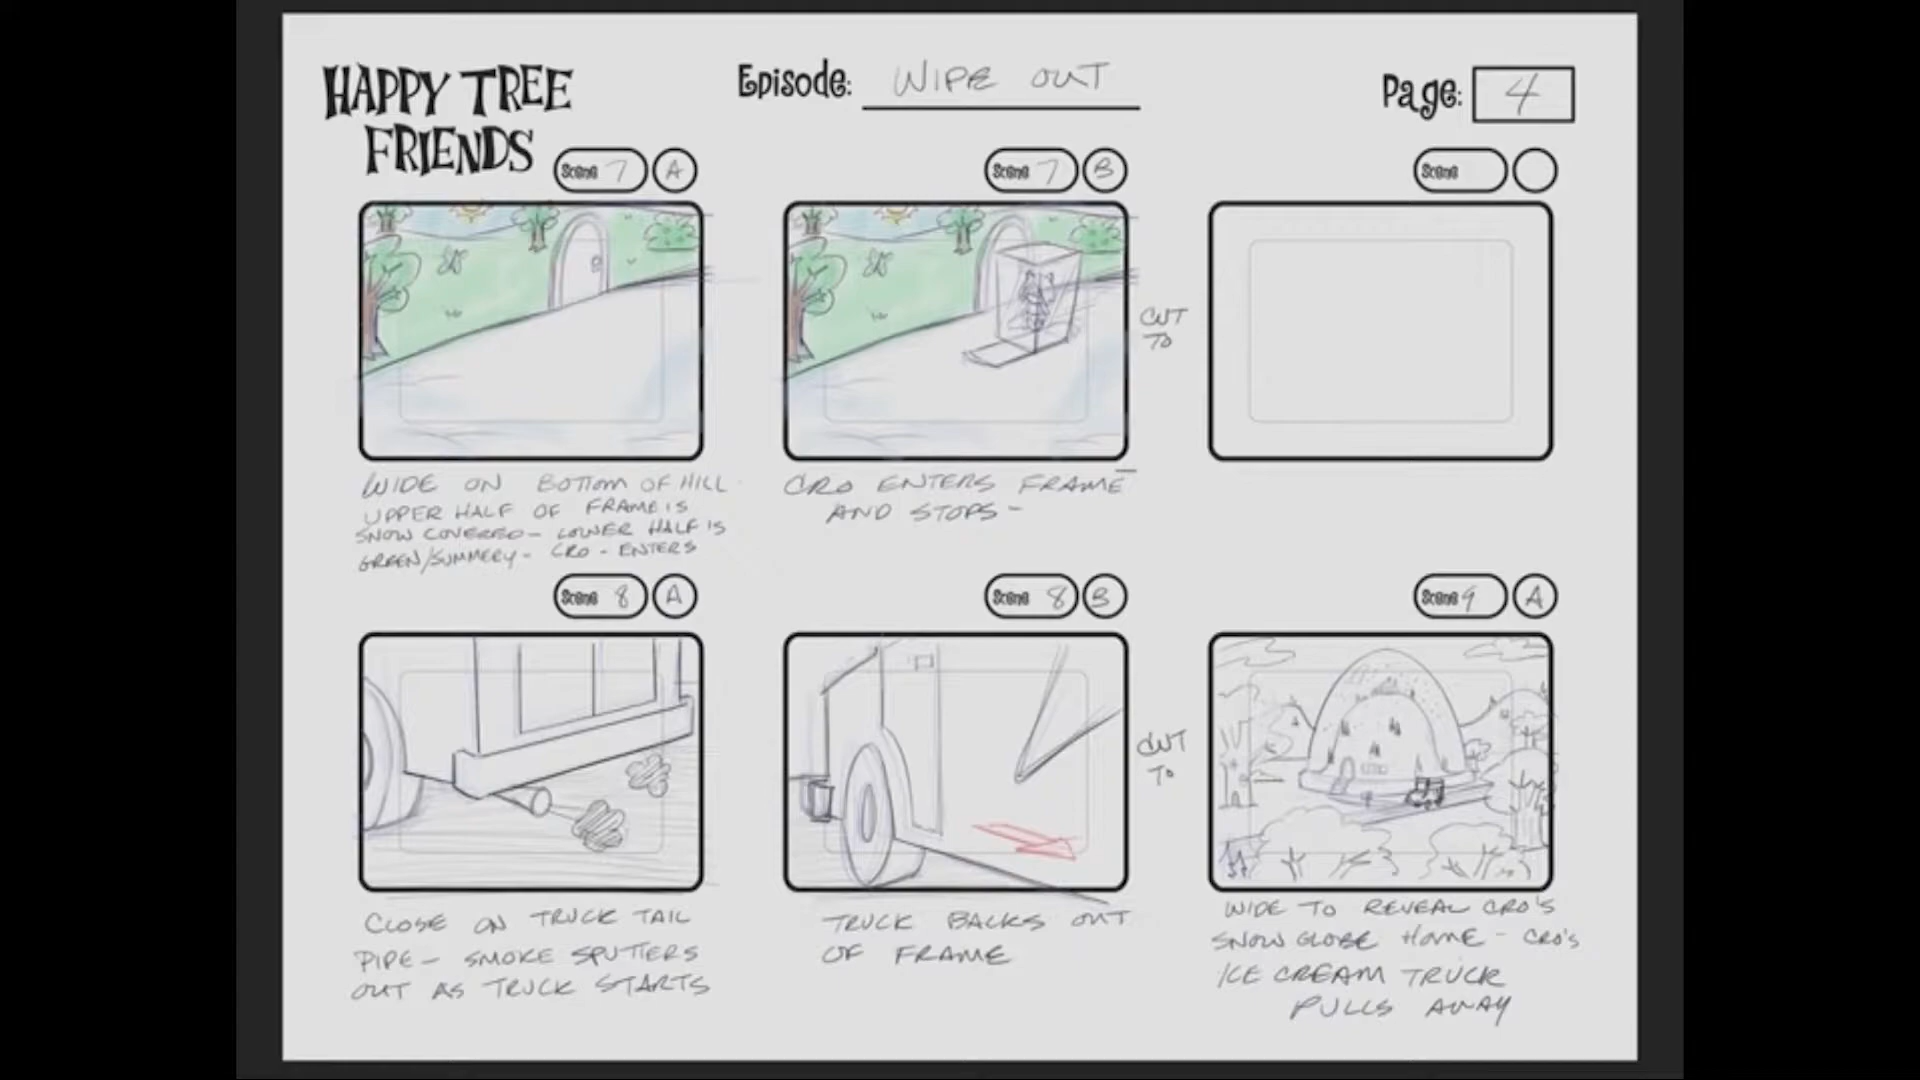 HAPPY TREE
FRIENDS
Episode: WIPE OUT
Page: 4
Scene 7 A
Scene 7 B
Scene
CUT
TO
WIDE ON BOTTOM OF HILL
UPPER HALF OF FRAME IS
SNOW COVERED - LOWER HALF IS
GREEN/SUMMERY - CRO - ENTERS
CRO ENTERS FRAME
AND STOPS -
Scene 8 A
Scene 8 B
Scene 9 A
CUT
TO
CLOSE ON TRUCK TAIL
PIPE - SMOKE SPUTTERS
OUT AS TRUCK STARTS
TRUCK BACKS OUT
OF FRAME
WIDE TO REVEAL CRO'S
SNOW GLOBE HOME - CRO'S
ICE CREAM TRUCK
PULLS AWAY